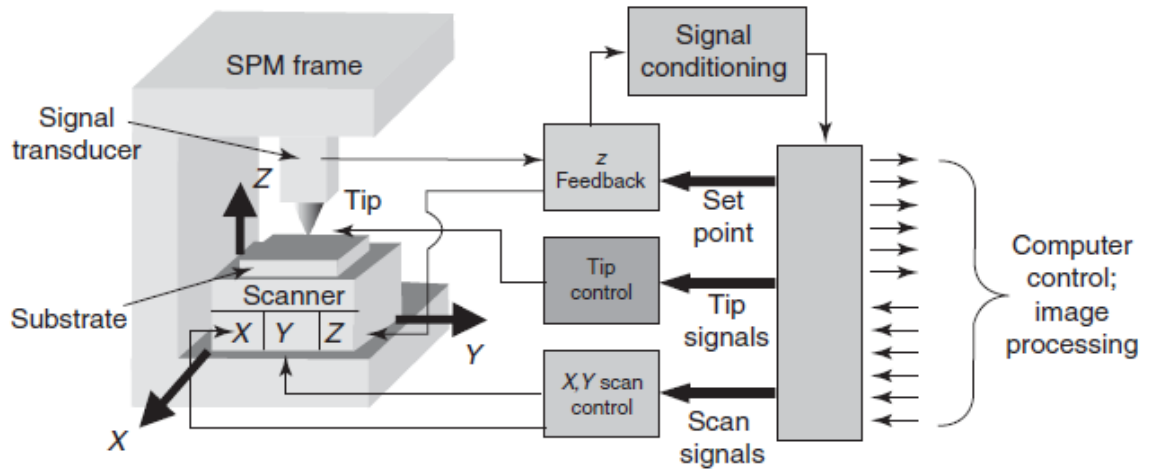 SPM frame
Signal
transducer
Z
Tip
Substrate
Scanner
X Y Z
Y
X
Signal
conditioning
z
Feedback
Set
point
Tip
control
Tip
signals
X,Y scan
control
Scan
signals
Computer
control;
image
processing